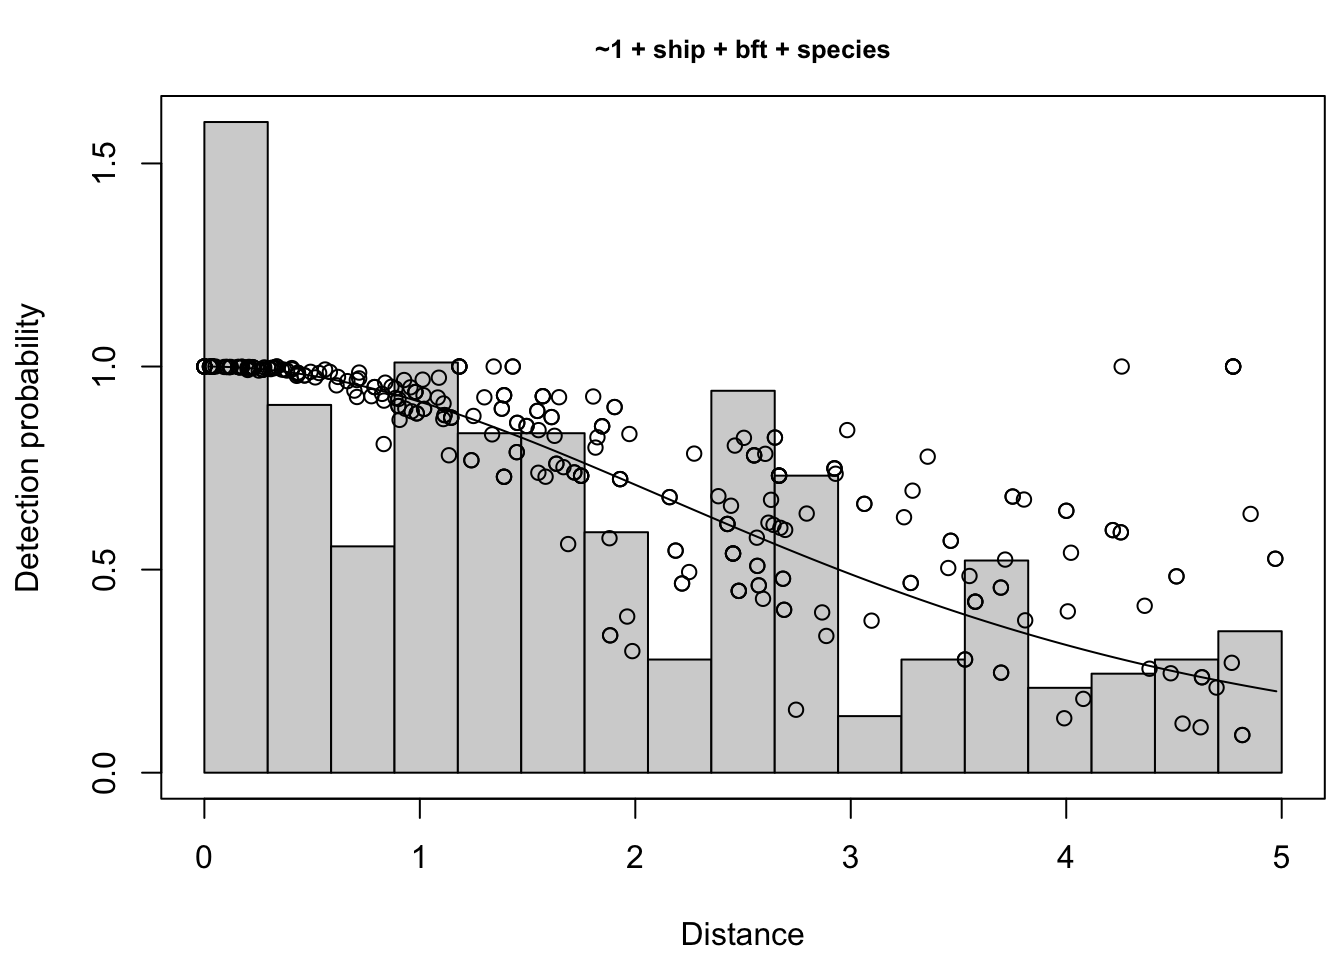 ~1 + ship + bft + species
Detection probability
1.5
1.0
0.5
0.0
0 1 2 3 4 5
Distance